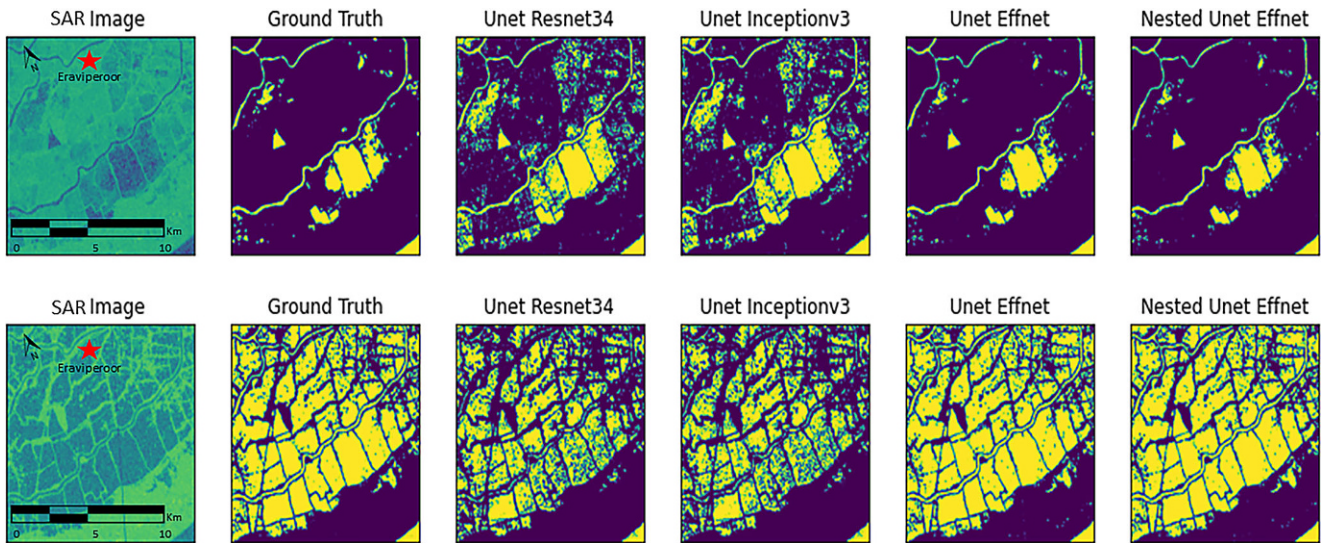 SAR Image
Ground Truth
Unet Resnet34
Unet Inceptionv3
Unet Effnet
Nested Unet Effnet
N
Eraviperoor
Km
0 5 10
SAR Image
Ground Truth
Unet Resnet34
Unet Inceptionv3
Unet Effnet
Nested Unet Effnet
N
Eraviperoor
Km
0 5 10